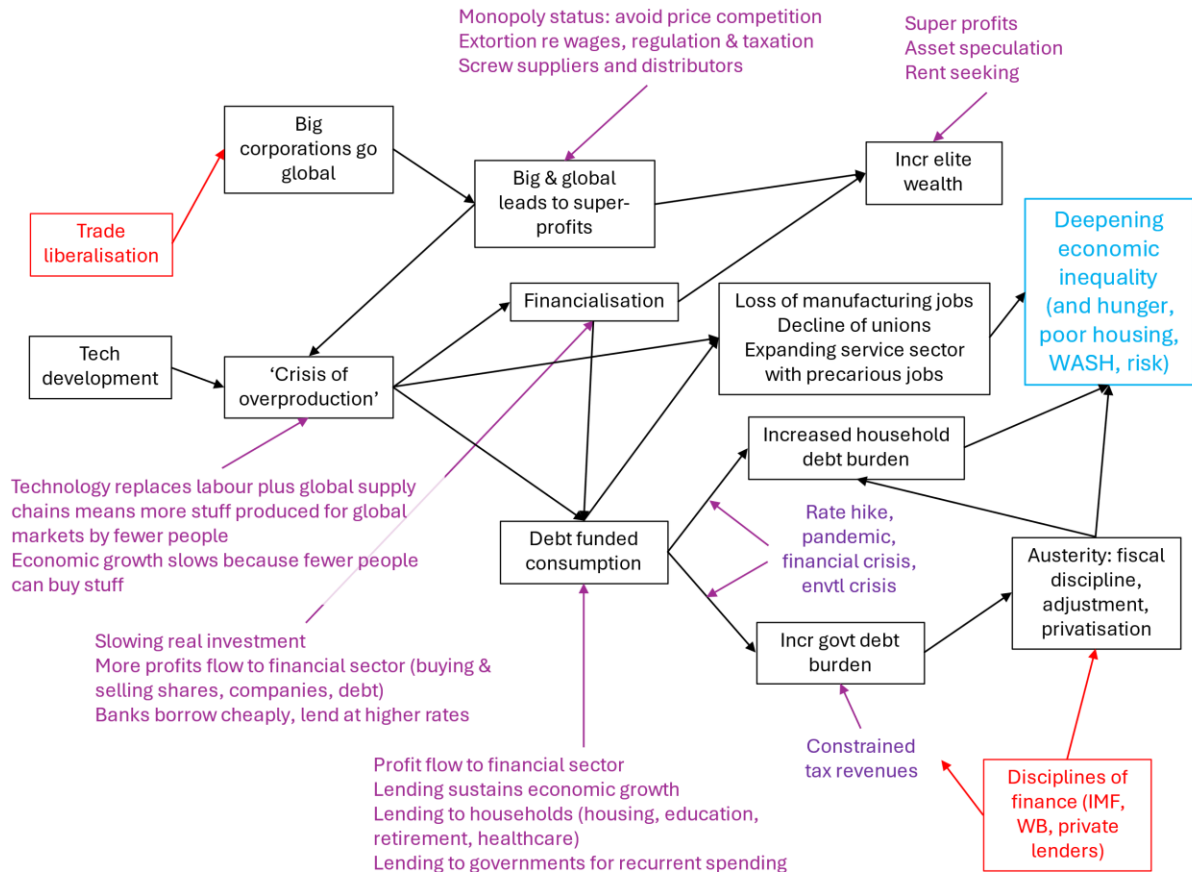 Monopoly status: avoid price competition
Extortion re wages, regulation & taxation
Screw suppliers and distributors
Super profits
Asset speculation
Rent seeking
Big
corporations go
global
Big & global
leads to super-
profits
Incr elite
wealth
Trade
liberalisation
Deepening
economic
inequality
(and hunger,
poor housing,
WASH, risk)
Financialisation
Loss of manufacturing jobs
Decline of unions
Expanding service sector
with precarious jobs
Tech
development
‘Crisis of
overproduction’
Increased household
debt burden
Technology replaces labour plus global supply
chains means more stuff produced for global
markets by fewer people
Economic growth slows because fewer people
can buy stuff
Debt funded
consumption
Rate hike,
pandemic,
financial crisis,
envtl crisis
Austerity: fiscal
discipline,
adjustment,
privatisation
Slowing real investment
More profits flow to financial sector (buying &
selling shares, companies, debt)
Banks borrow cheaply, lend at higher rates
Incr govt debt
burden
Constrained
tax revenues
Profit flow to financial sector
Lending sustains economic growth
Lending to households (housing, education,
retirement, healthcare)
Lending to governments for recurrent spending
Disciplines of
finance (IMF,
WB, private
lenders)